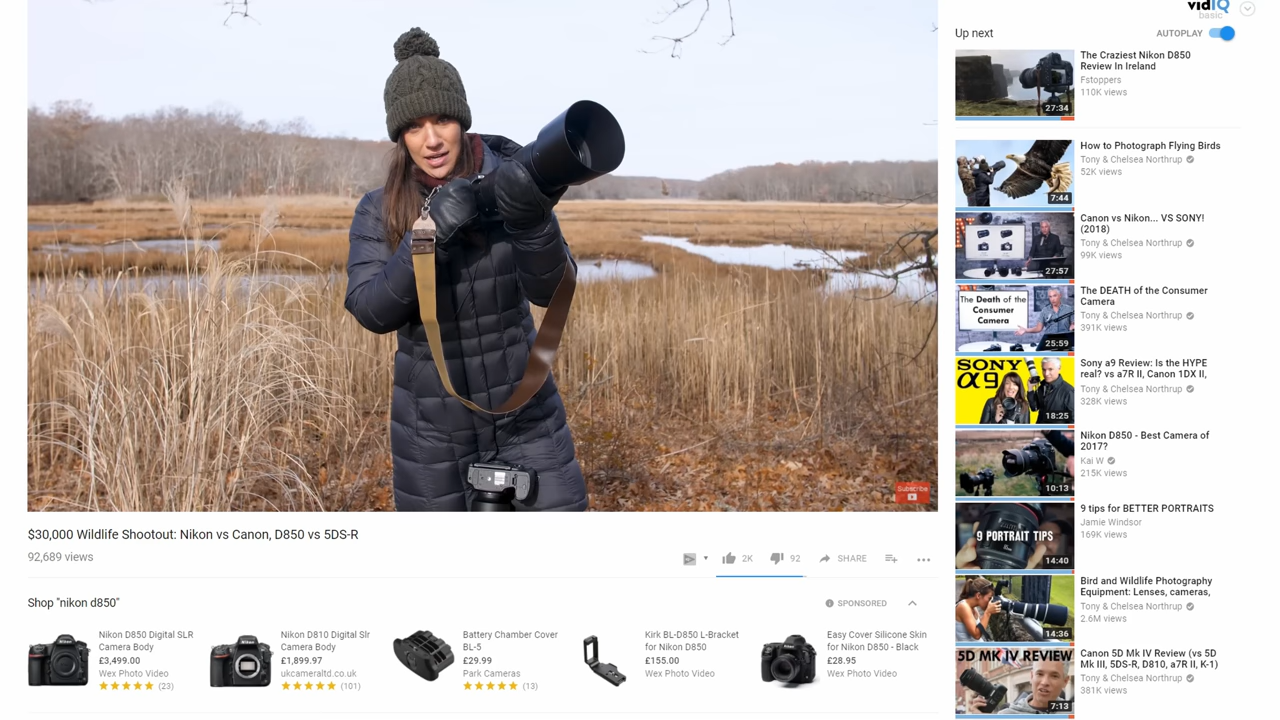 vidIQ
basic
Up next
AUTOPLAY
The Craziest Nikon D850
Review In Ireland
Fstoppers
110K views
27:34
How to Photograph Flying Birds
Tony & Chelsea Northrup
52K views
7:44
Canon vs Nikon... VS SONY!
(2018)
Tony & Chelsea Northrup
99K views
27:57
The DEATH of the Consumer
Camera
Tony & Chelsea Northrup
391K views
The Death of the
Consumer
Camera
25:59
Sony a9 Review: Is the HYPE
real? vs a7R II, Canon 1DX II,
Tony & Chelsea Northrup
328K views
SONY
α9
18:25
Nikon D850 - Best Camera of
2017?
Kai W
215K views
10:13
9 tips for BETTER PORTRAITS
Jamie Windsor
169K views
9 PORTRAIT TIPS
14:40
Bird and Wildlife Photography
Equipment: Lenses, cameras,
Tony & Chelsea Northrup
2.6M views
14:36
Canon 5D Mk IV Review (vs 5D
Mk III, 5DS-R, D810, a7R II, K-1)
Tony & Chelsea Northrup
381K views
5D MK IV REVIEW
7:13
Subscribe
$30,000 Wildlife Shootout: Nikon vs Canon, D850 vs 5DS-R
92,689 views
2K
92
SHARE
Shop "nikon d850"
SPONSORED
Nikon D850 Digital SLR
Camera Body
£3,499.00
Wex Photo Video
(23)
Nikon D810 Digital Slr
Camera Body
£1,899.97
ukcameraltd.co.uk
(101)
Battery Chamber Cover
BL-5
£29.99
Park Cameras
(13)
Kirk BL-D850 L-Bracket
for Nikon D850
£155.00
Wex Photo Video
Easy Cover Silicone Skin
for Nikon D850 - Black
£28.95
Wex Photo Video